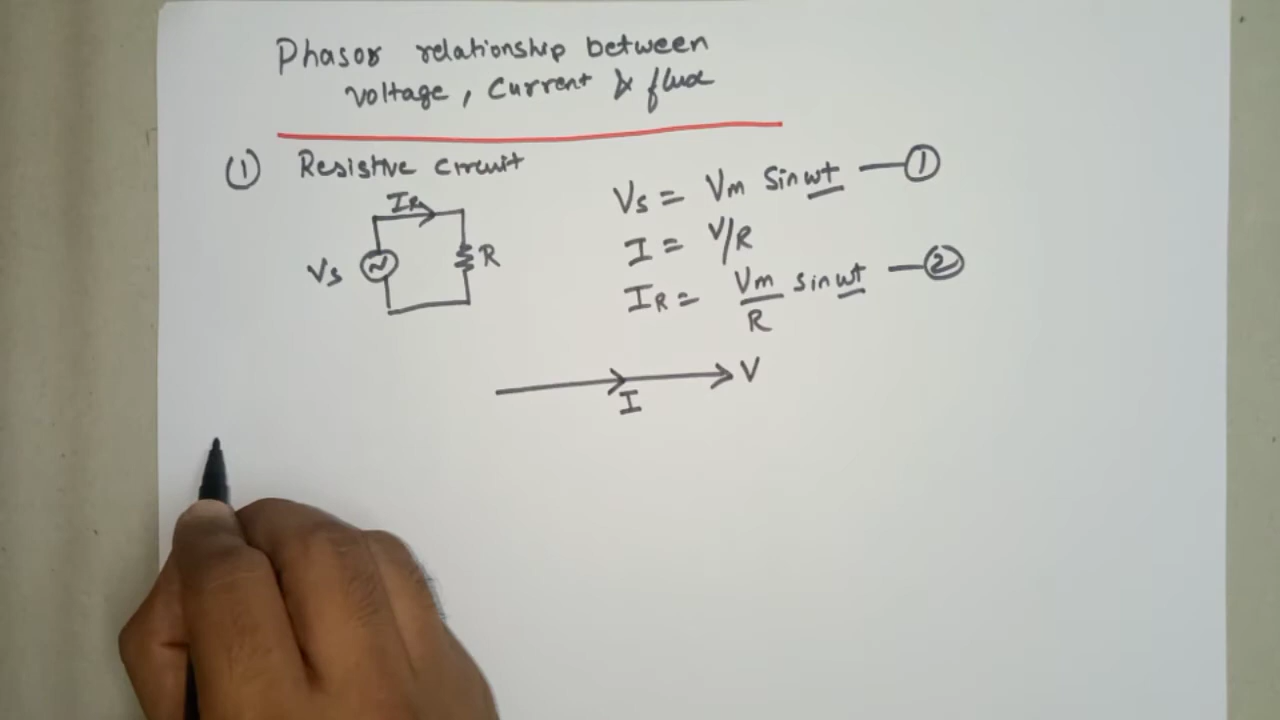 Phasor relationship between
voltage, Current & flux
(1) Resistive circuit
IR
Vs
R
Vs = Vm Sinωt — ①
I = V/R
IR = Vm/R sinωt — ②
V
I